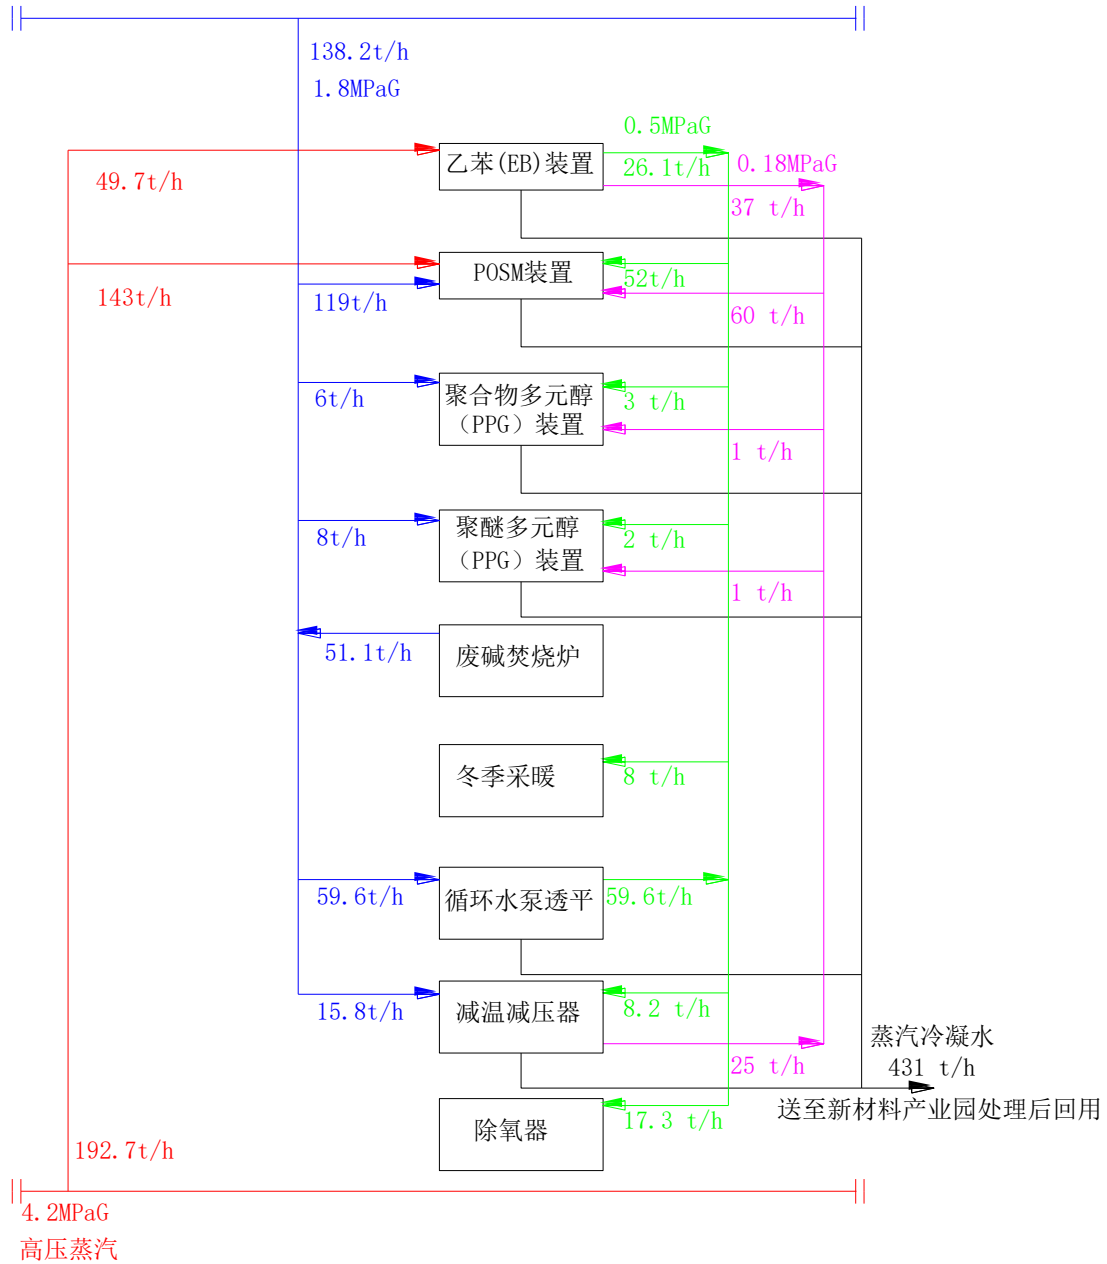 138.2t/h
1.8MPaG
0.5MPaG
乙苯(EB)装置
26.1t/h
0.18MPaG
49.7t/h
37 t/h
POSM装置
52t/h
143t/h
119t/h
60 t/h
聚合物多元醇
（PPG）装置
6t/h
3 t/h
1 t/h
聚醚多元醇
（PPG）装置
8t/h
2 t/h
1 t/h
废碱焚烧炉
51.1t/h
冬季采暖
8 t/h
循环水泵透平
59.6t/h
59.6t/h
减温减压器
15.8t/h
8.2 t/h
25 t/h
蒸汽冷凝水
431 t/h
送至新材料产业园处理后回用
除氧器
17.3 t/h
192.7t/h
4.2MPaG
高压蒸汽